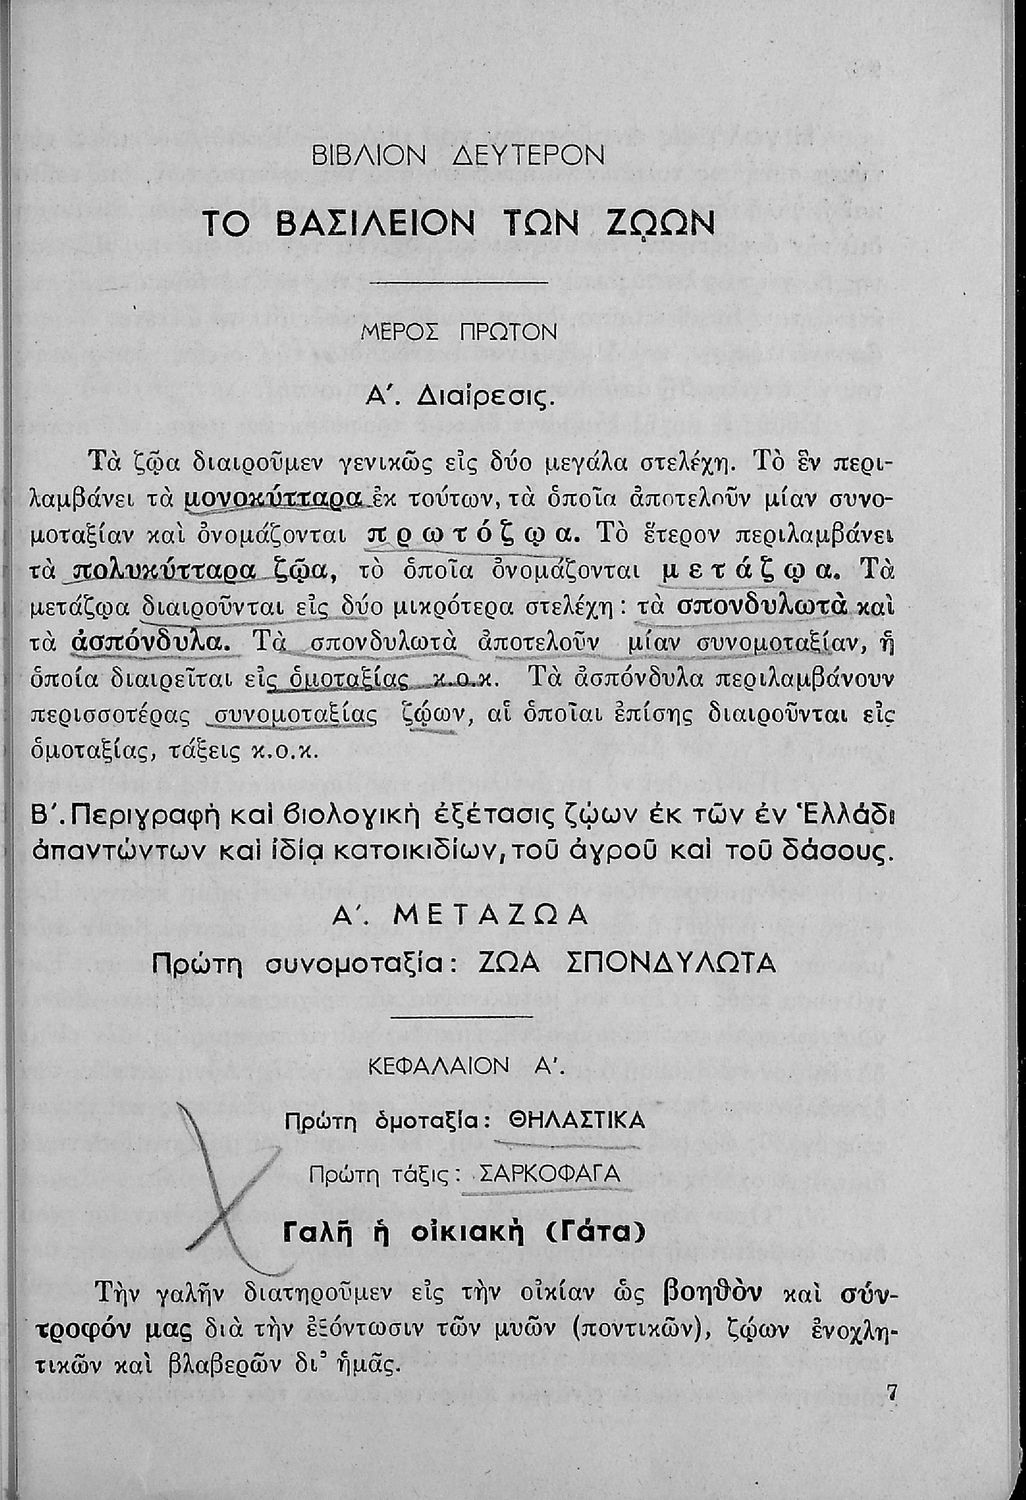 ΒΙΒΛΙΟΝ ΔΕΥΤΕΡΟΝ
ΤΟ ΒΑΣΙΛΕΙΟΝ ΤΩΝ ΖῼΩΝ
ΜΕΡΟΣ ΠΡΩΤΟΝ
Α′. Διαίρεσις.
Τὰ ζῷα διαιροῦμεν γενικῶς εἰς δύο μεγάλα στελέχη. Τὸ ἓν περι-
λαμβάνει τὰ μονοκύτταρα ἐκ τούτων, τὰ ὁποῖα ἀποτελοῦν μίαν συνο-
μοταξίαν καὶ ὀνομάζονται πρωτόζῳα. Τὸ ἕτερον περιλαμβάνει
τὰ πολυκύτταρα ζῷα, τὸ ὁποῖα ὀνομάζονται μετάζῳα. Τὰ
μετάζῳα διαιροῦνται εἰς δύο μικρότερα στελέχη : τὰ σπονδυλωτὰ καὶ
τὰ ἀσπόνδυλα. Τὰ σπονδυλωτὰ ἀποτελοῦν μίαν συνομοταξίαν, ἡ
ὁποία διαιρεῖται εἰς ὁμοταξίας κ.ο.κ. Τὰ ἀσπόνδυλα περιλαμβάνουν
περισσοτέρας συνομοταξίας ζῴων, αἱ ὁποῖαι ἐπίσης διαιροῦνται εἰς
ὁμοταξίας, τάξεις κ.ο.κ.
Β′. Περιγραφὴ καὶ βιολογικὴ ἐξέτασις ζῴων ἐκ τῶν ἐν Ἑλλάδι
ἀπαντώντων καὶ ἰδίᾳ κατοικιδίων, τοῦ ἀγροῦ καὶ τοῦ δάσους.
Α′. ΜΕΤΑΖΩΑ
Πρώτη συνομοταξία : ΖΩΑ ΣΠΟΝΔΥΛΩΤΑ
ΚΕΦΑΛΑΙΟΝ Α′.
Πρώτη ὁμοταξία : ΘΗΛΑΣΤΙΚΑ
Πρώτη τάξις : ΣΑΡΚΟΦΑΓΑ
Γαλῆ ἡ οἰκιακὴ (Γάτα)
Τὴν γαλῆν διατηροῦμεν εἰς τὴν οἰκίαν ὡς βοηθὸν καὶ σύν-
τροφόν μας διὰ τὴν ἐξόντωσιν τῶν μυῶν (ποντικῶν), ζῴων ἐνοχλη-
τικῶν καὶ βλαβερῶν δι᾽ ἡμᾶς.
7